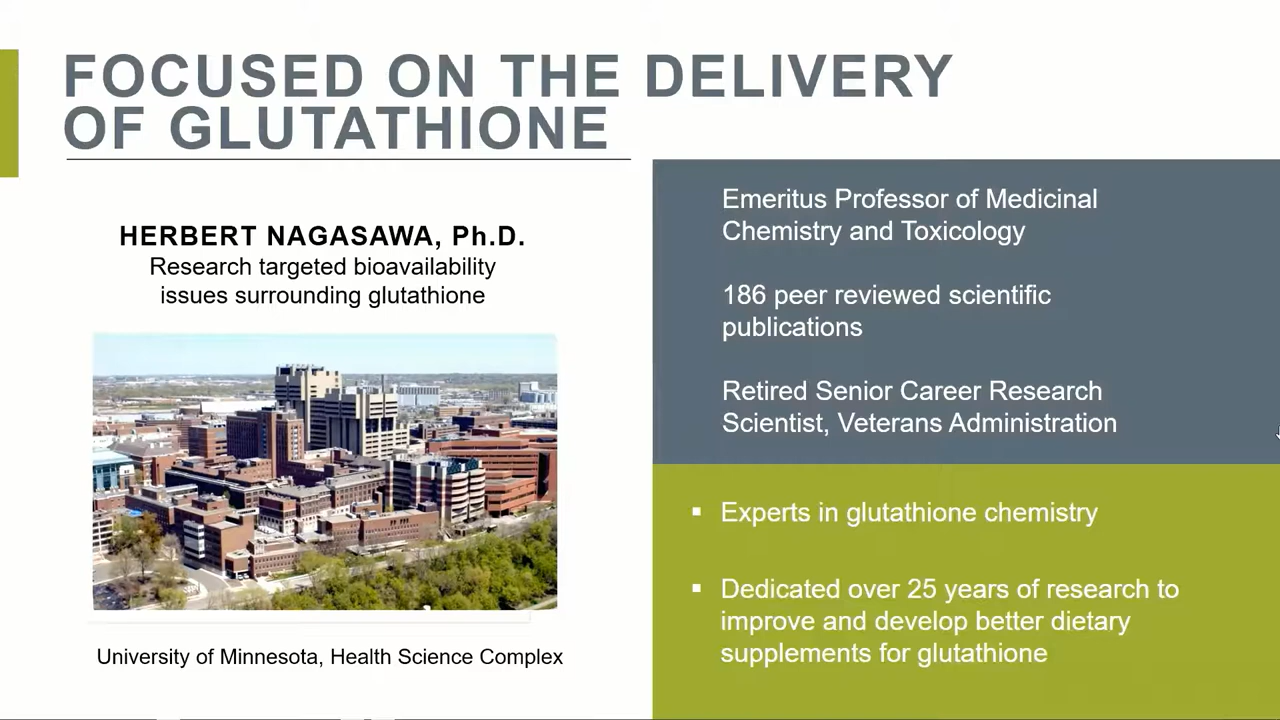 FOCUSED ON THE DELIVERY
OF GLUTATHIONE
HERBERT NAGASAWA, Ph.D.
Research targeted bioavailability
issues surrounding glutathione
University of Minnesota, Health Science Complex
Emeritus Professor of Medicinal
Chemistry and Toxicology
186 peer reviewed scientific
publications
Retired Senior Career Research
Scientist, Veterans Administration
▪ Experts in glutathione chemistry
▪ Dedicated over 25 years of research to
improve and develop better dietary
supplements for glutathione